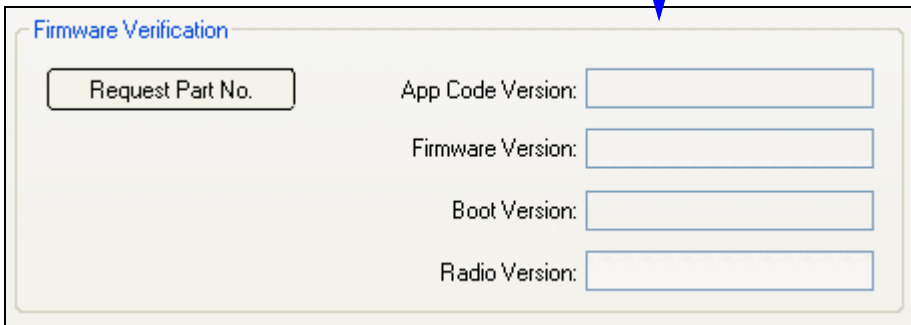 Firmware Verification
Request Part No.
App Code Version:
Firmware Version:
Boot Version:
Radio Version: